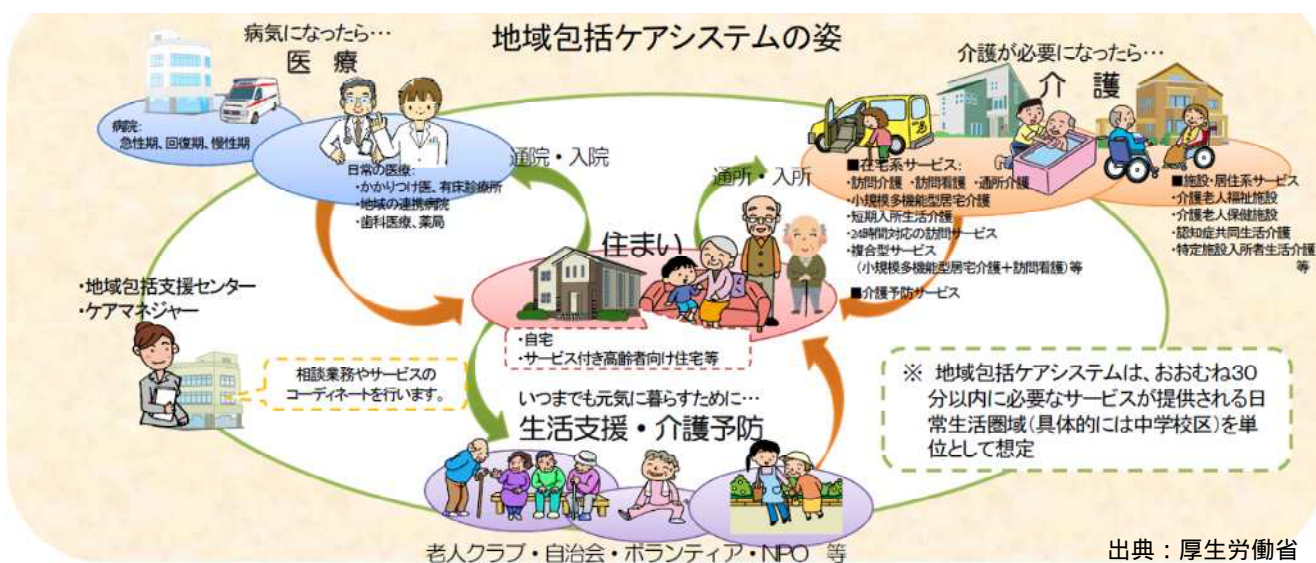 地域包括ケアシステムの姿
病気になったら…
医 療
病院:
急性期、回復期、慢性期
日常の医療:
・かかりつけ医、有床診療所
・地域の連携病院
・歯科医療、薬局
通院・入院
通所・入所
介護が必要になったら…
介 護
■在宅系サービス:
・訪問介護 ・訪問看護 ・通所介護
・小規模多機能型居宅介護
・短期入所生活介護
・24時間対応の訪問サービス
・複合型サービス
(小規模多機能型居宅介護+訪問看護)等
■介護予防サービス
■施設・居住系サービス
・介護老人福祉施設
・介護老人保健施設
・認知症共同生活介護
・特定施設入所者生活介護
等
住まい
・自宅
・サービス付き高齢者向け住宅等
・地域包括支援センター
・ケアマネジャー
相談業務やサービスの
コーディネートを行います。
いつまでも元気に暮らすために…
生活支援・介護予防
老人クラブ・自治会・ボランティア・NPO 等
※ 地域包括ケアシステムは、おおむね30
分以内に必要なサービスが提供される日
常生活圏域(具体的には中学校区)を単
位として想定
出典：厚生労働省